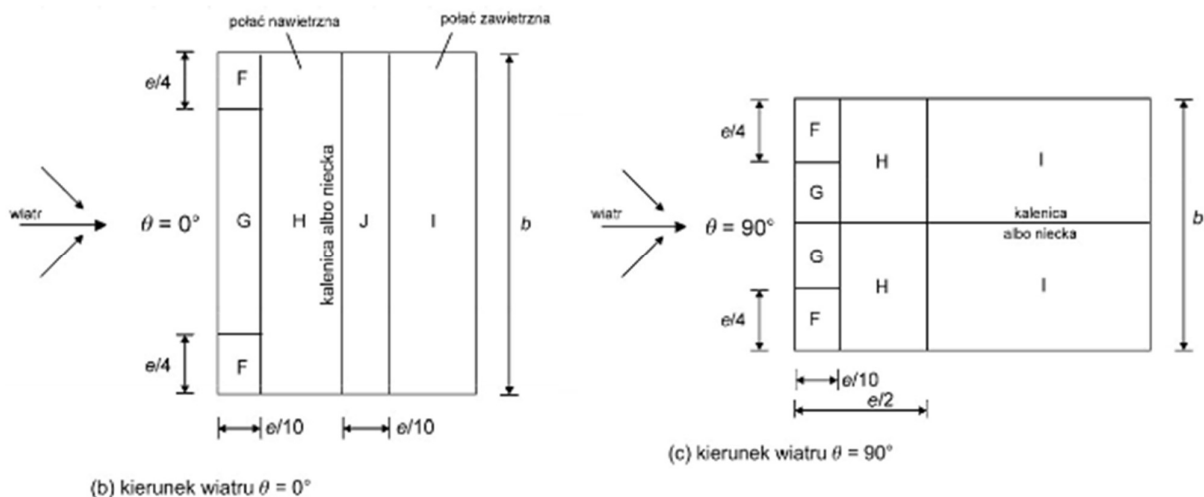 połać nawietrzna
połać zawietrzna
e/4
F
wiatr
θ = 0°
G
H
kalenica albo niecka
J
I
b
e/4
F
e/10
e/10
(b) kierunek wiatru θ = 0°
e/4
F
H
I
G
wiatr
θ = 90°
kalenica
albo niecka
b
G
H
I
e/4
F
e/10
e/2
(c) kierunek wiatru θ = 90°